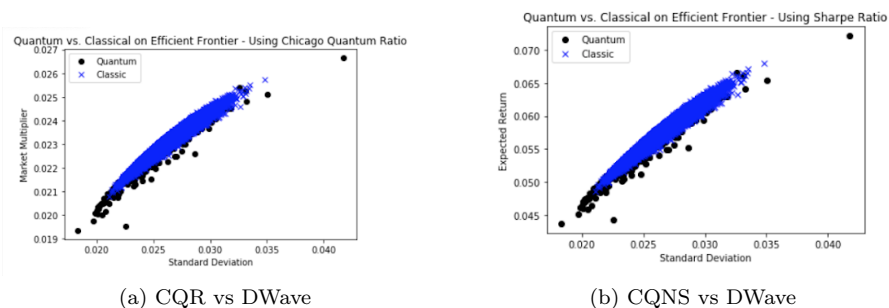 Quantum vs. Classical on Efficient Frontier - Using Chicago Quantum Ratio
0.027
0.026
0.025
0.024
0.023
0.022
0.021
0.020
0.019
Market Multiplier
Quantum
Classic
0.020 0.025 0.030 0.035 0.040
Standard Deviation
(a) CQR vs DWave
Quantum vs. Classical on Efficient Frontier - Using Sharpe Ratio
0.070
0.065
0.060
0.055
0.050
0.045
Expected Return
Quantum
Classic
0.020 0.025 0.030 0.035 0.040
Standard Deviation
(b) CQNS vs DWave